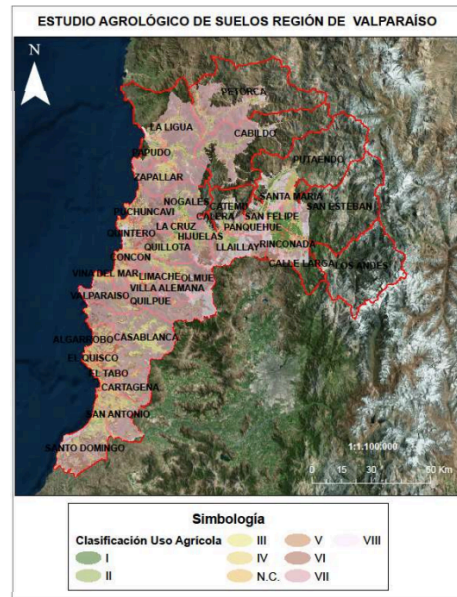 ESTUDIO AGROLÓGICO DE SUELOS REGIÓN DE VALPARAÍSO
N
PETORCA
LA LIGUA
CABILDO
PAPUDO
PUTAENDO
ZAPALLAR
SANTA MARIA
NOGALES
CATEMU
SAN ESTEBAN
PUCHUNCAVI
CALERA
SAN FELIPE
LA CRUZ
PANQUEHUE
QUINTERO
HIJUELAS
QUILLOTA
LLAILLAY
RINCONADA
CONCON
CALLE LARGA
LOS ANDES
VINA DEL MAR
LIMACHE
OLMUE
VILLA ALEMANA
VALPARAISO
QUILPUE
ALGARROBO
CASABLANCA
EL QUISCO
EL TABO
CARTAGENA
SAN ANTONIO
SANTO DOMINGO
1:1.100.000
0 15 30 60 Km
Simbología
Clasificación Uso Agrícola
I
II
III
IV
N.C.
V
VI
VII
VIII